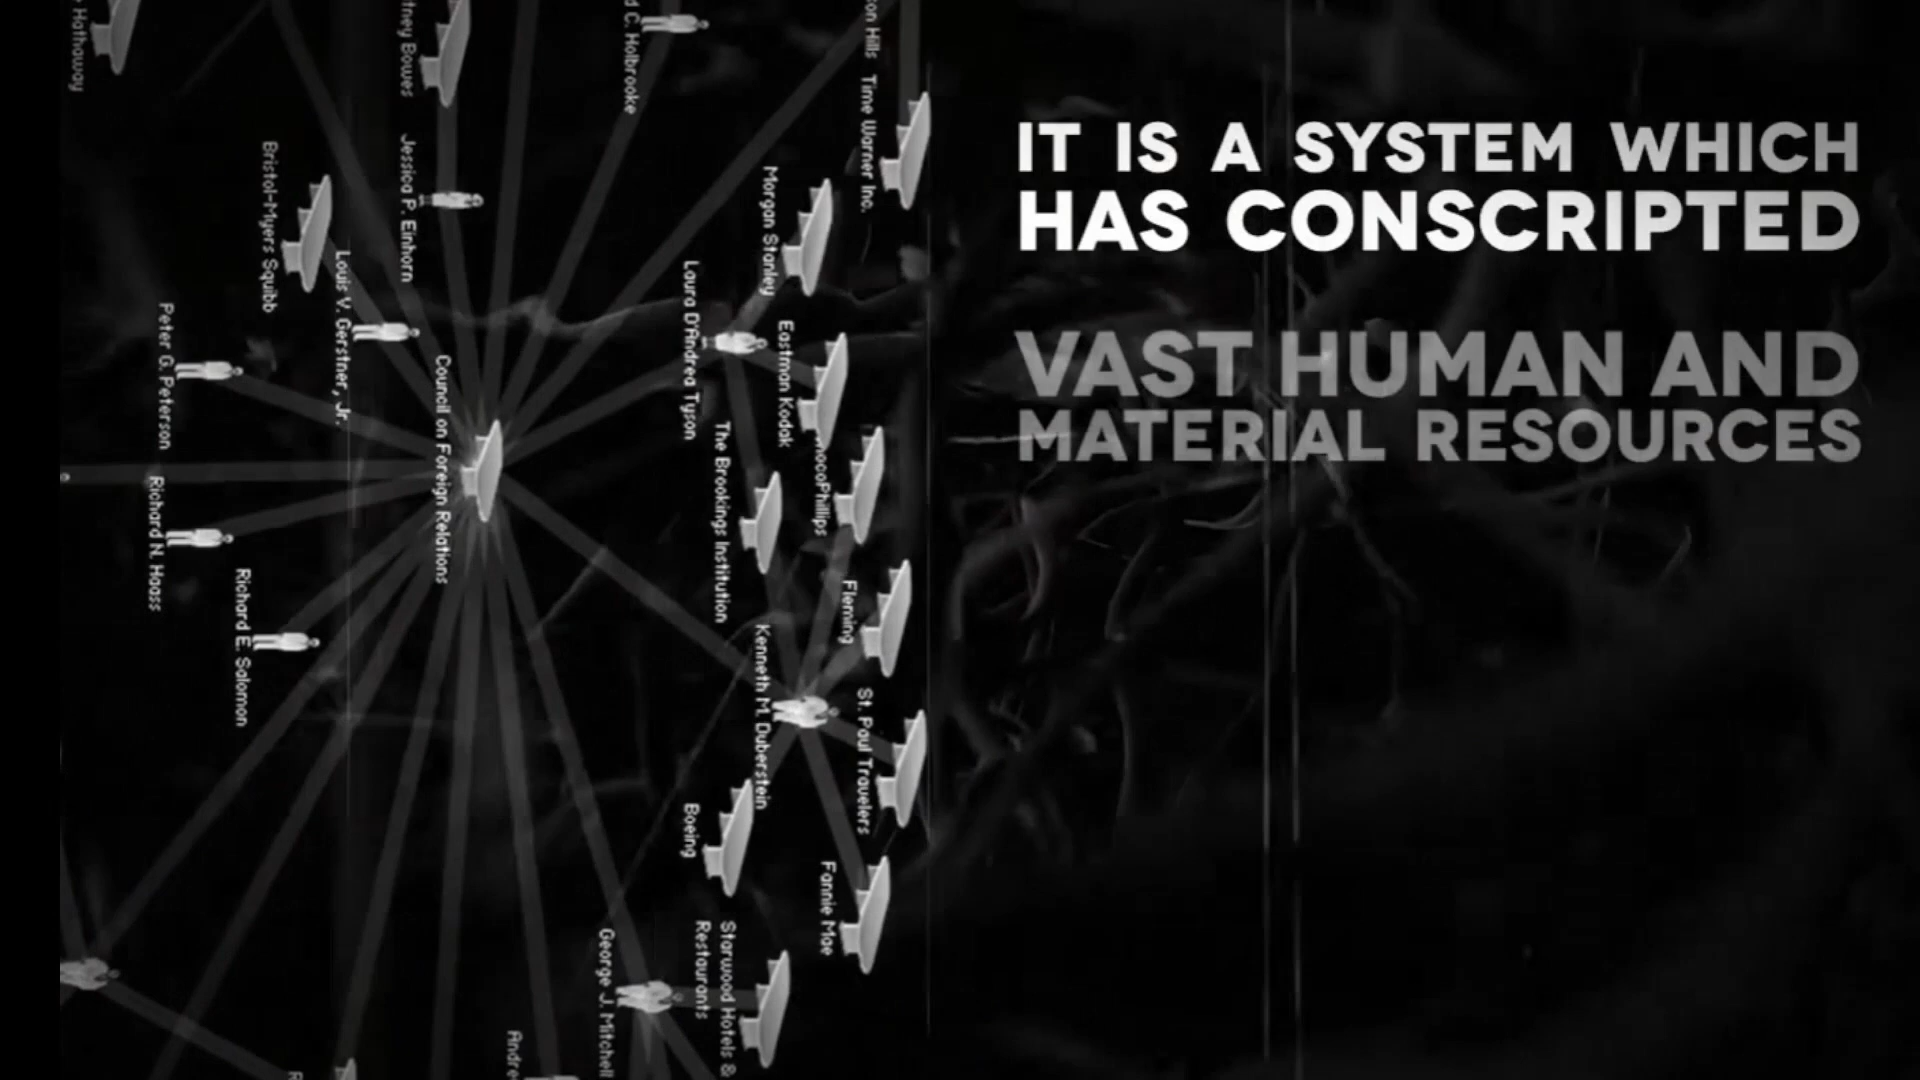 IT IS A SYSTEM WHICH
HAS CONSCRIPTED
VAST HUMAN AND
MATERIAL RESOURCES
Hathaway
tney Bowes
d C. Holbrooke
on Hills
Time Warner Inc.
Bristol-Myers Squibb
Jessica P. Einhorn
Morgan Stanley
Louis V. Gerstner, Jr.
Laura D'Andrea Tyson
Peter G. Peterson
Eastman Kodak
Council on Foreign Relations
The Brookings Institution
nocoPhillips
Richard N. Haass
Richard E. Salomon
Fleming
Kenneth M. Duberstein
St. Paul Travelers
Boeing
Fannie Mae
George J. Mitchell
Starwood Hotels &
Restaurants
Andre